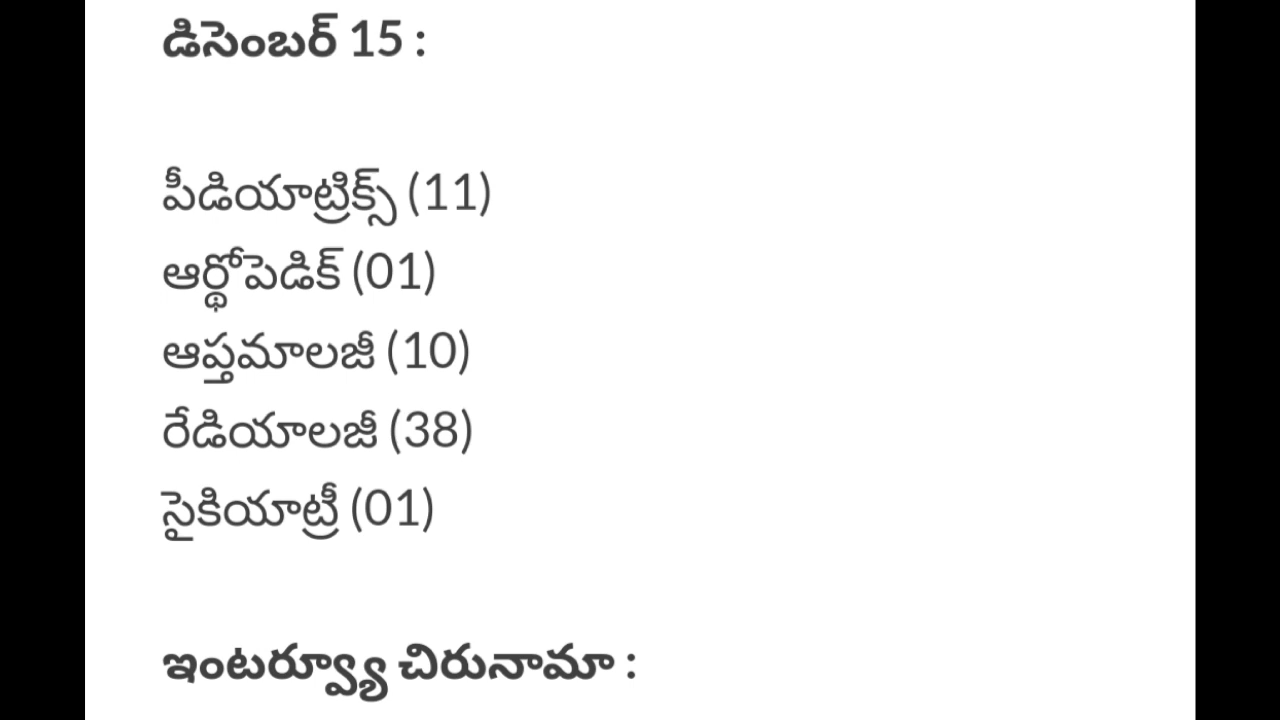 డిసెంబర్ 15 :
పీడియాట్రిక్స్ (11)
ఆర్థోపెడిక్ (01)
ఆప్తమాలజీ (10)
రేడియాలజీ (38)
సైకియాట్రీ (01)
ఇంటర్వ్యూ చిరునామా :